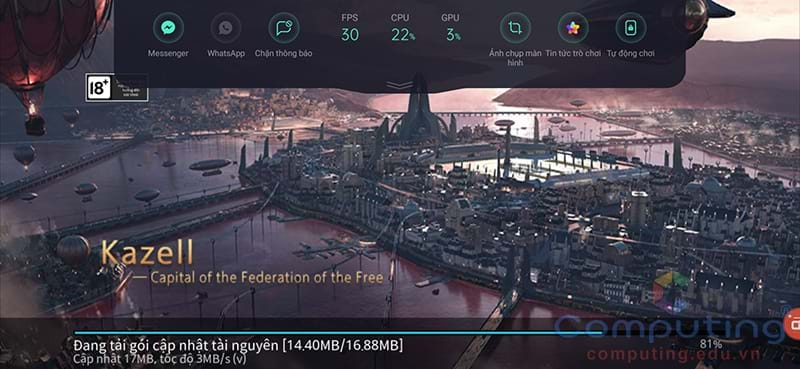 FPS CPU GPU
30 22% 3%
Messenger WhatsApp Chặn thông báo Ảnh chụp màn hình Tin tức trò chơi Tự động chơi
18+
Kazell
Capital of the Federation of the Free
Computing
Đang tải gói cập nhật tài nguyên [14.40MB/16.88MB] 81%
Cập nhật 17MB, tốc độ 3MB/s (v)
computing.edu.vn